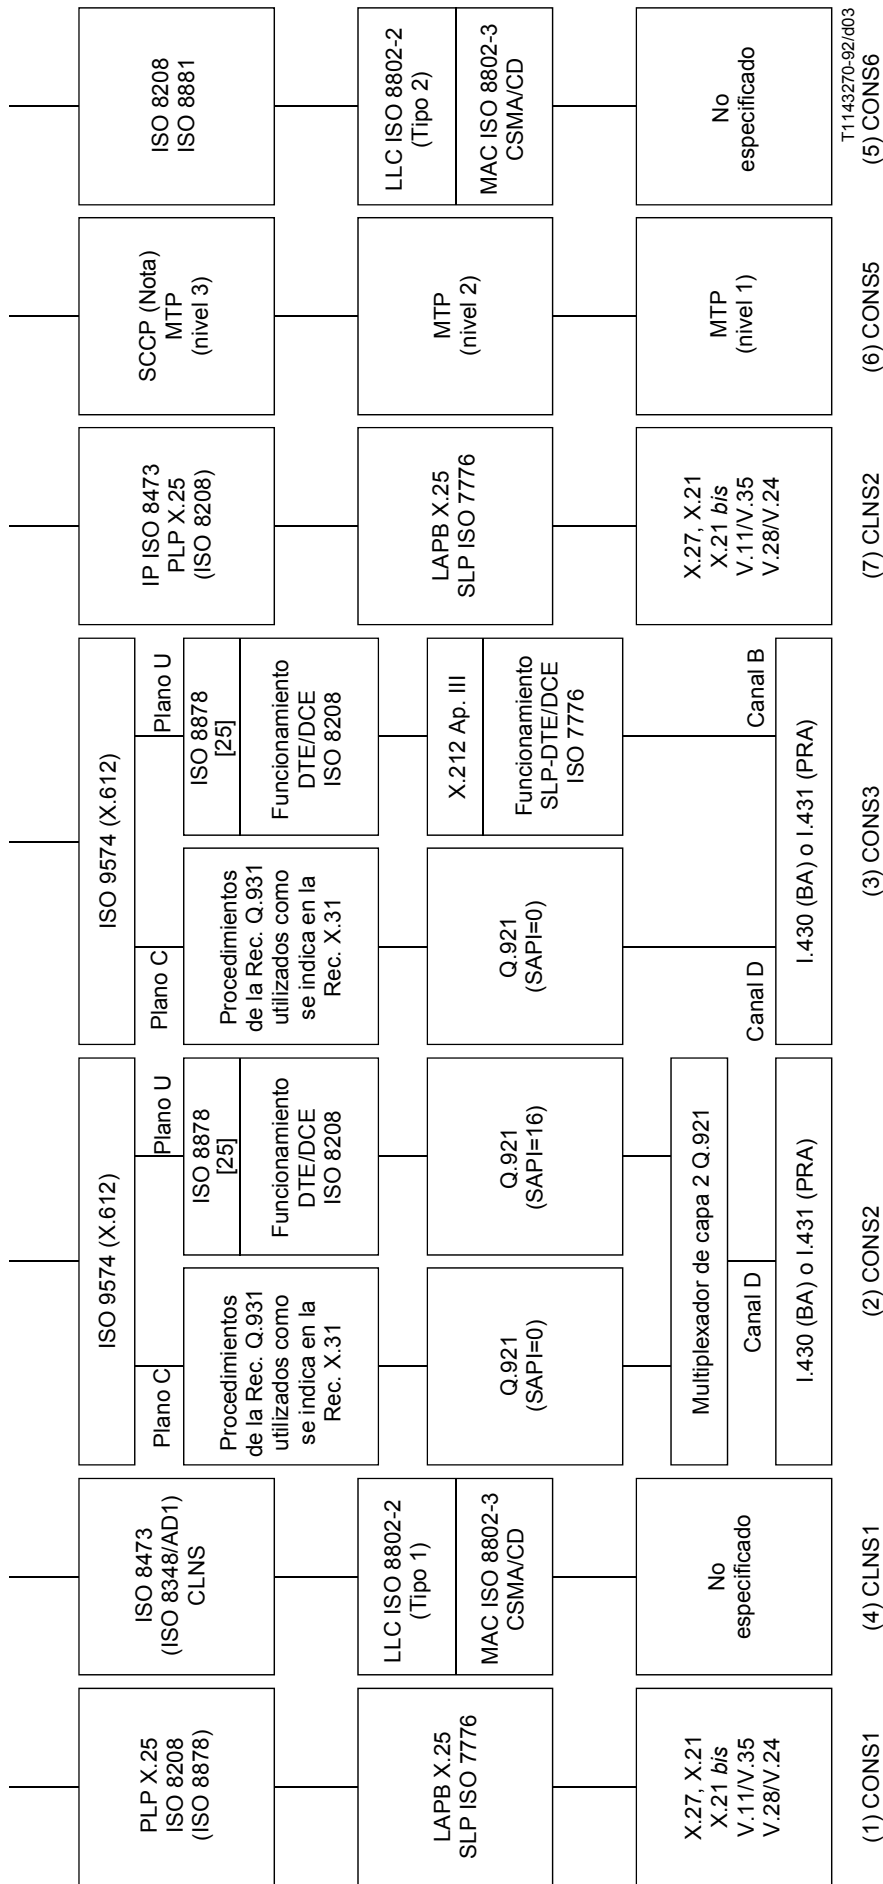 PLP X.25
ISO 8208
(ISO 8878)
LAPB X.25
SLP ISO 7776
X.27, X.21
X.21 bis
V.11/V.35
V.28/V.24
(1) CONS1
ISO 8473
(ISO 8348/AD1)
CLNS
LLC ISO 8802-2
(Tipo 1)
MAC ISO 8802-3
CSMA/CD
No
especificado
(4) CLNS1
ISO 9574 (X.612)
Plano C
Plano U
Procedimientos
de la Rec. Q.931
utilizados como
se indica en la
Rec. X.31
ISO 8878
[25]
Funcionamiento
DTE/DCE
ISO 8208
Q.921
(SAPI=0)
Q.921
(SAPI=16)
Multiplexador de capa 2 Q.921
Canal D
I.430 (BA) o I.431 (PRA)
(2) CONS2
ISO 9574 (X.612)
Plano C
Plano U
Procedimientos
de la Rec. Q.931
utilizados como
se indica en la
Rec. X.31
ISO 8878
[25]
Funcionamiento
DTE/DCE
ISO 8208
Q.921
(SAPI=0)
X.212 Ap. III
Funcionamiento
SLP-DTE/DCE
ISO 7776
Canal D
Canal B
I.430 (BA) o I.431 (PRA)
(3) CONS3
IP ISO 8473
PLP X.25
(ISO 8208)
LAPB X.25
SLP ISO 7776
X.27, X.21
X.21 bis
V.11/V.35
V.28/V.24
(7) CLNS2
SCCP (Nota)
MTP
(nivel 3)
MTP
(nivel 2)
MTP
(nivel 1)
(6) CONS5
ISO 8208
ISO 8881
LLC ISO 8802-2
(Tipo 2)
MAC ISO 8802-3
CSMA/CD
No
especificado
T1143270-92/d03
(5) CONS6